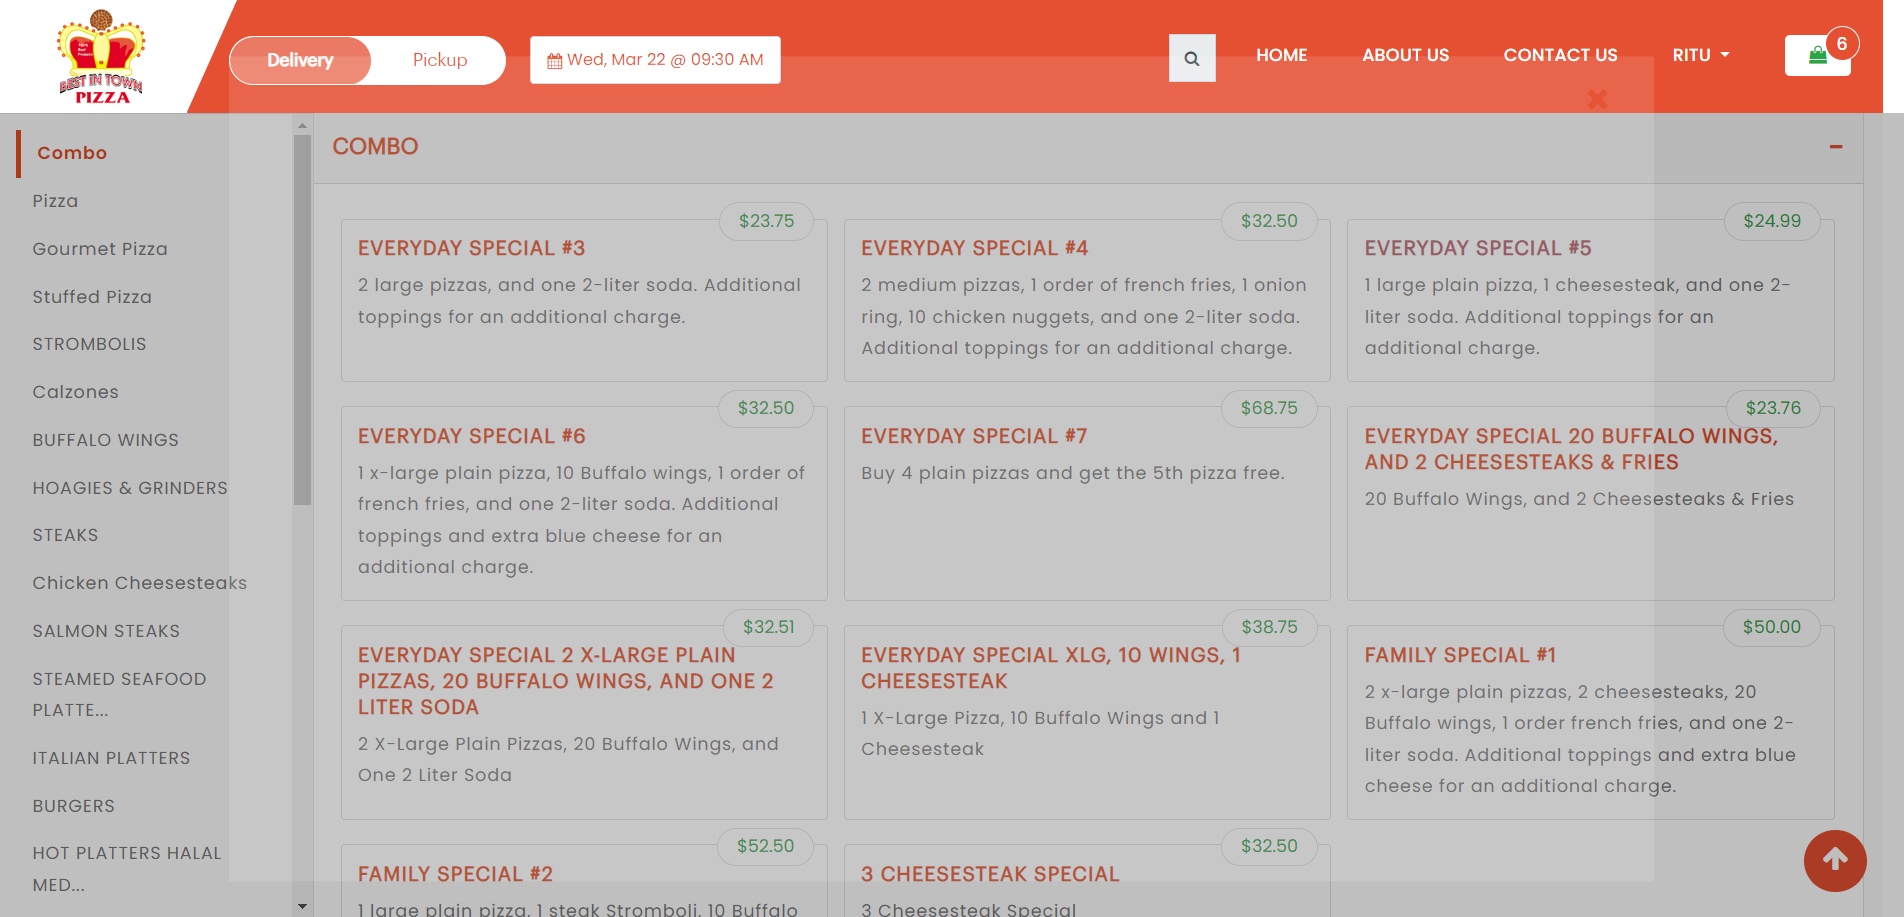 BEST IN TOWN
PIZZA
Delivery
Pickup
Wed, Mar 22 @ 09:30 AM
HOME
ABOUT US
CONTACT US
RITU
6
Combo
Pizza
Gourmet Pizza
Stuffed Pizza
STROMBOLIS
Calzones
BUFFALO WINGS
HOAGIES & GRINDERS
STEAKS
Chicken Cheesesteaks
SALMON STEAKS
STEAMED SEAFOOD
PLATTE...
ITALIAN PLATTERS
BURGERS
HOT PLATTERS HALAL
MED...
COMBO
$23.75
EVERYDAY SPECIAL #3
2 large pizzas, and one 2-liter soda. Additional
toppings for an additional charge.
$32.50
EVERYDAY SPECIAL #4
2 medium pizzas, 1 order of french fries, 1 onion
ring, 10 chicken nuggets, and one 2-liter soda.
Additional toppings for an additional charge.
$24.99
EVERYDAY SPECIAL #5
1 large plain pizza, 1 cheesesteak, and one 2-
liter soda. Additional toppings for an
additional charge.
$32.50
EVERYDAY SPECIAL #6
1 x-large plain pizza, 10 Buffalo wings, 1 order of
french fries, and one 2-liter soda. Additional
toppings and extra blue cheese for an
additional charge.
$68.75
EVERYDAY SPECIAL #7
Buy 4 plain pizzas and get the 5th pizza free.
$23.76
EVERYDAY SPECIAL 20 BUFFALO WINGS,
AND 2 CHEESESTEAKS & FRIES
20 Buffalo Wings, and 2 Cheesesteaks & Fries
$32.51
EVERYDAY SPECIAL 2 X-LARGE PLAIN
PIZZAS, 20 BUFFALO WINGS, AND ONE 2
LITER SODA
2 X-Large Plain Pizzas, 20 Buffalo Wings, and
One 2 Liter Soda
$38.75
EVERYDAY SPECIAL XLG, 10 WINGS, 1
CHEESESTEAK
1 X-Large Pizza, 10 Buffalo Wings and 1
Cheesesteak
$50.00
FAMILY SPECIAL #1
2 x-large plain pizzas, 2 cheesesteaks, 20
Buffalo wings, 1 order french fries, and one 2-
liter soda. Additional toppings and extra blue
cheese for an additional charge.
$52.50
FAMILY SPECIAL #2
1 large plain pizza, 1 steak Stromboli, 10 Buffalo
$32.50
3 CHEESESTEAK SPECIAL
3 Cheesesteak Special